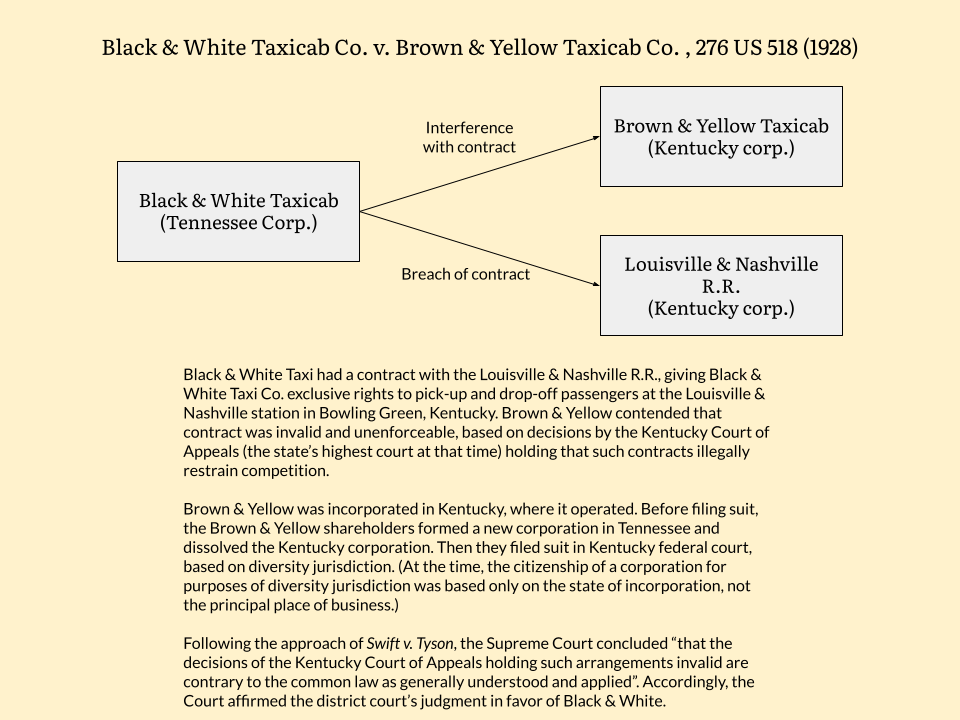 Black & White Taxicab Co. v. Brown & Yellow Taxicab Co. , 276 US 518 (1928)
Interference
with contract
Brown & Yellow Taxicab
(Kentucky corp.)
Black & White Taxicab
(Tennessee Corp.)
Breach of contract
Louisville & Nashville
R.R.
(Kentucky corp.)
Black & White Taxi had a contract with the Louisville & Nashville R.R., giving Black &
White Taxi Co. exclusive rights to pick-up and drop-off passengers at the Louisville &
Nashville station in Bowling Green, Kentucky. Brown & Yellow contended that
contract was invalid and unenforceable, based on decisions by the Kentucky Court of
Appeals (the state's highest court at that time) holding that such contracts illegally
restrain competition.
Brown & Yellow was incorporated in Kentucky, where it operated. Before filing suit,
the Brown & Yellow shareholders formed a new corporation in Tennessee and
dissolved the Kentucky corporation. Then they filed suit in Kentucky federal court,
based on diversity jurisdiction. (At the time, the citizenship of a corporation for
purposes of diversity jurisdiction was based only on the state of incorporation, not
the principal place of business.)
Following the approach of Swift v. Tyson, the Supreme Court concluded “that the
decisions of the Kentucky Court of Appeals holding such arrangements invalid are
contrary to the common law as generally understood and applied”. Accordingly, the
Court affirmed the district court's judgment in favor of Black & White.